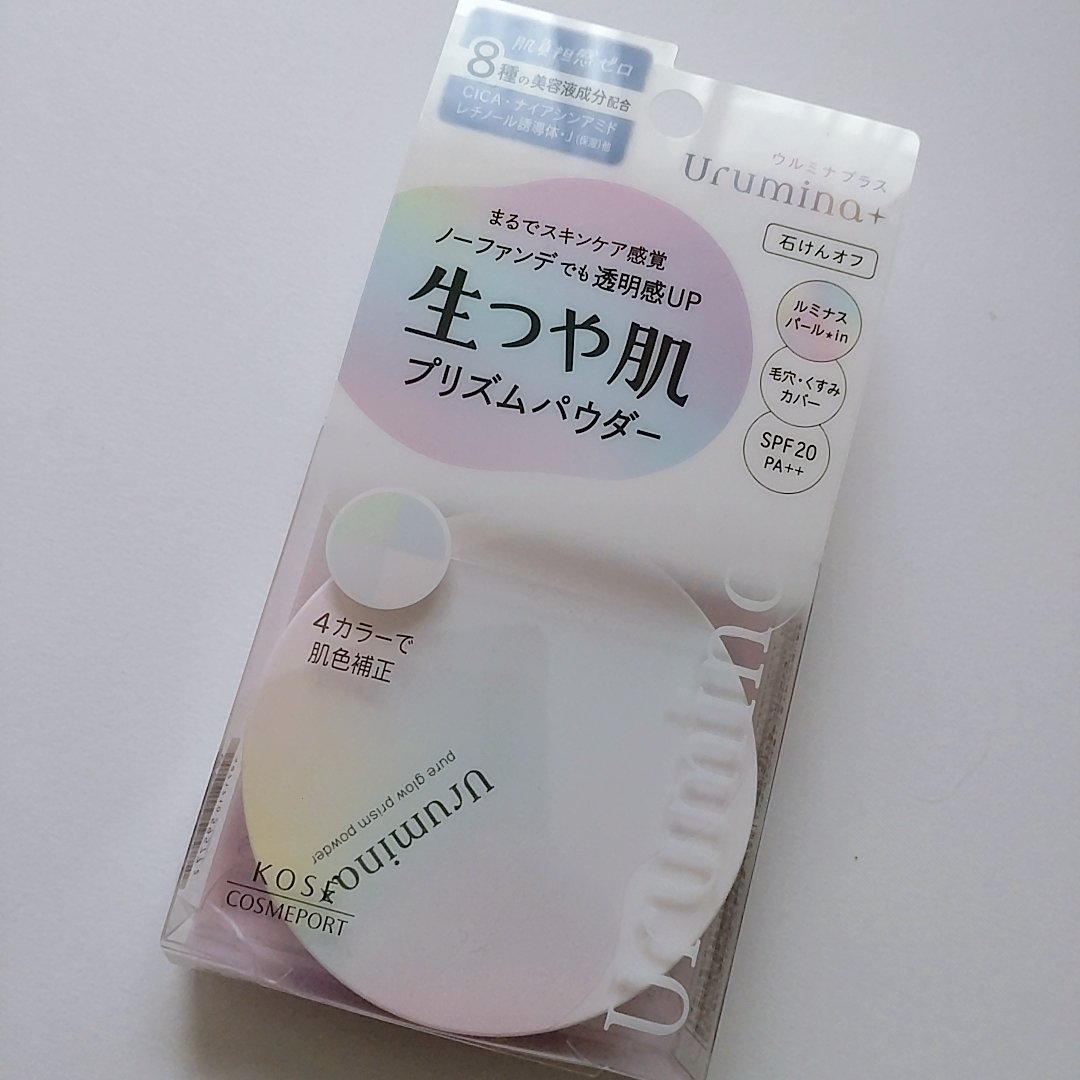 肌負担感ゼロ
8種の美容液成分配合
CICA・ナイアシンアミド
レチノール誘導体・J(保湿)他
ウルミナプラス
Urumina+
石けんオフ
まるでスキンケア感覚
ノーファンデでも透明感UP
生つや肌
プリズムパウダー
ルミナス
パール★in
毛穴・くすみ
カバー
SPF20
PA++
4カラーで
肌色補正
Urumina
pure glow prism powder
KOSÉ
COSMEPORT
Urumina